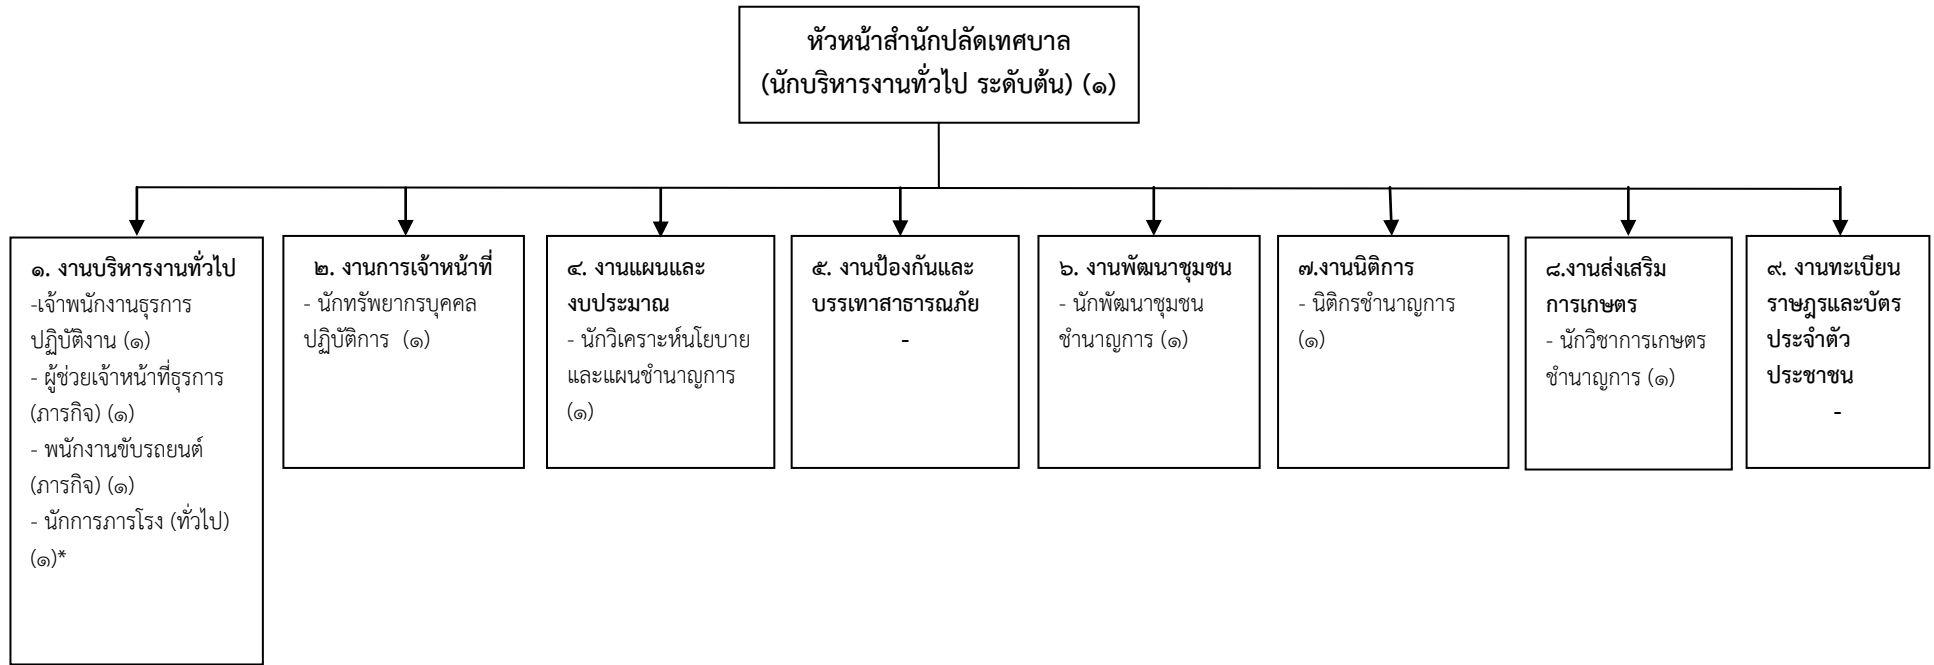 หัวหน้าสำนักปลัดเทศบาล
(นักบริหารงานทั่วไป ระดับต้น) (๑)
๑. งานบริหารงานทั่วไป
-เจ้าพนักงานธุรการ
ปฏิบัติงาน (๑)
- ผู้ช่วยเจ้าหน้าที่ธุรการ
(ภารกิจ) (๑)
- พนักงานขับรถยนต์
(ภารกิจ) (๑)
- นักการภารโรง (ทั่วไป)
(๑)*
๒. งานการเจ้าหน้าที่
- นักทรัพยากรบุคคล
ปฏิบัติการ (๑)
๔. งานแผนและ
งบประมาณ
- นักวิเคราะห์นโยบาย
และแผนชำนาญการ
(๑)
๕. งานป้องกันและ
บรรเทาสาธารณภัย
-
๖. งานพัฒนาชุมชน
- นักพัฒนาชุมชน
ชำนาญการ (๑)
๗.งานนิติการ
- นิติกรชำนาญการ
(๑)
๘.งานส่งเสริม
การเกษตร
- นักวิชาการเกษตร
ชำนาญการ (๑)
๙. งานทะเบียน
ราษฎรและบัตร
ประจำตัว
ประชาชน
-